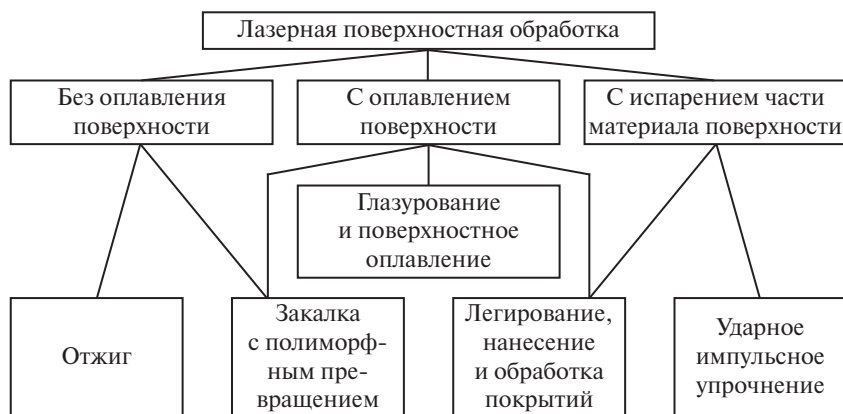 Лазерная поверхностная обработка
Без оплавления
поверхности
С оплавлением
поверхности
С испарением части
материала поверхности
Глазурование
и поверхностное
оплавление
Отжиг
Закалка
с полиморф-
ным пре-
вращением
Легирование,
нанесение
и обработка
покрытий
Ударное
импульсное
упрочнение